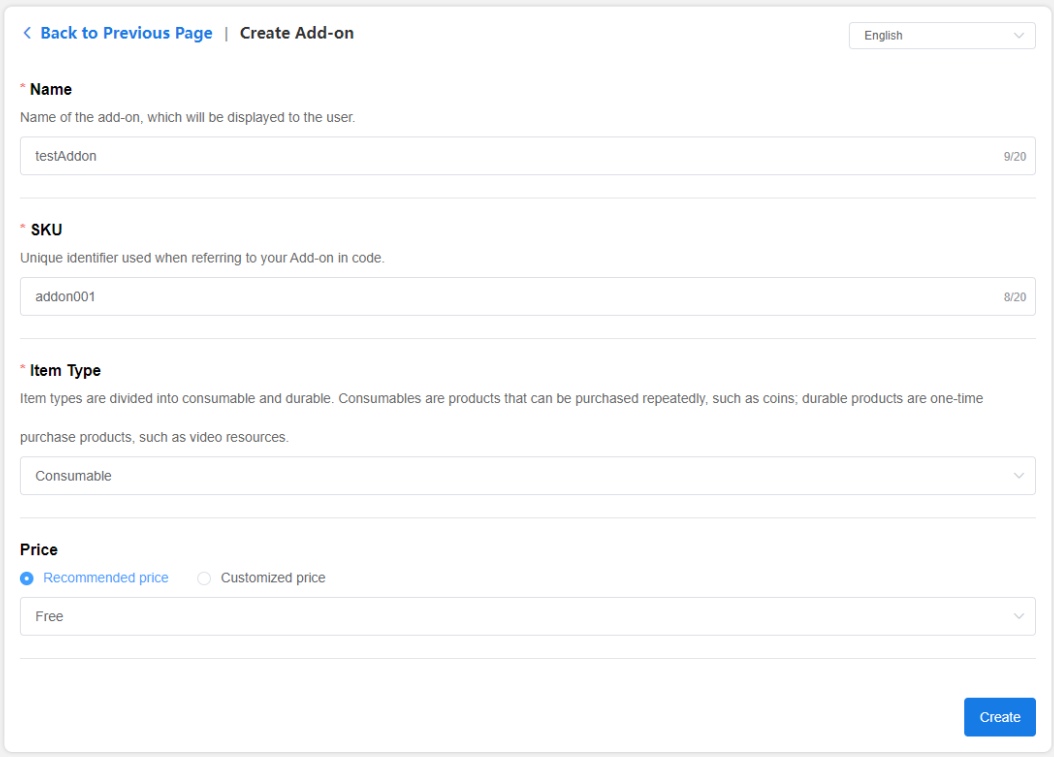 Back to Previous Page | Create Add-on
English
* Name
Name of the add-on, which will be displayed to the user.
testAddon 9/20
* SKU
Unique identifier used when referring to your Add-on in code.
addon001 8/20
* Item Type
Item types are divided into consumable and durable. Consumables are products that can be purchased repeatedly, such as coins; durable products are one-time
purchase products, such as video resources.
Consumable
Price
Recommended price Customized price
Free
Create